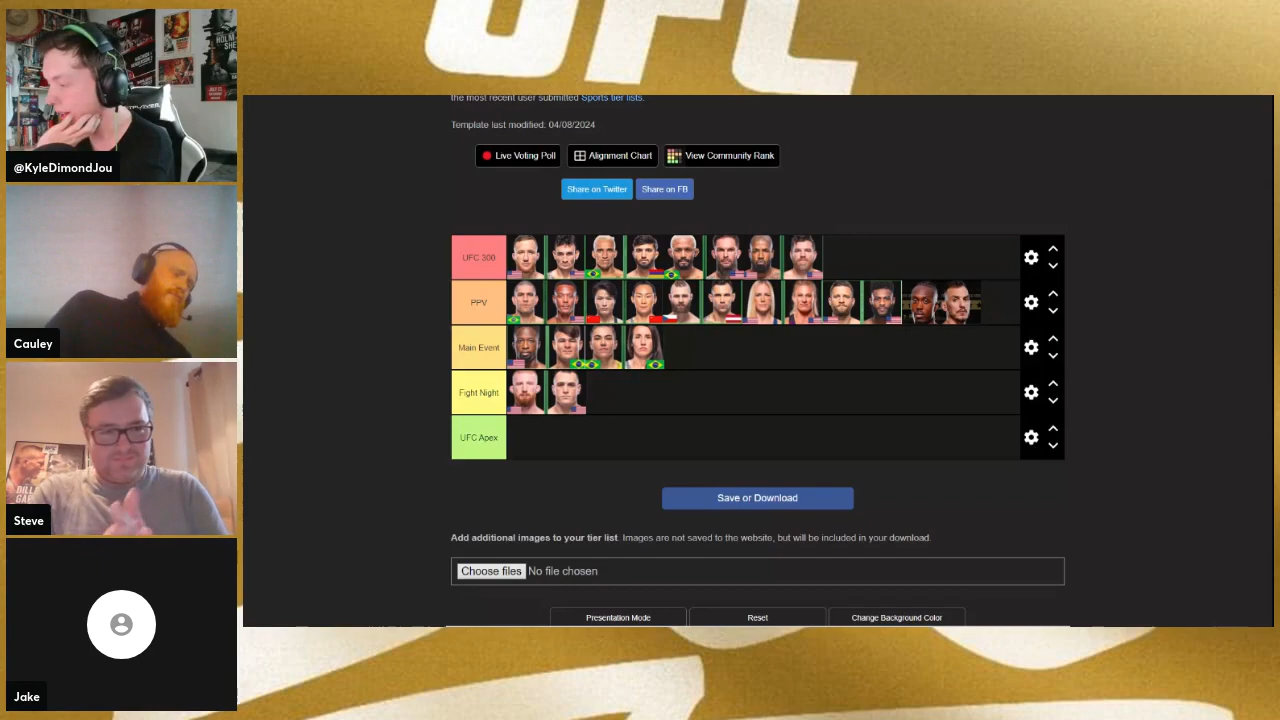 UFC
the most recent user submitted Sports tier lists.
Template last modified: 04/08/2024
Live Voting Poll
Alignment Chart
View Community Rank
Share on Twitter
Share on FB
UFC 300
PPV
Main Event
Fight Night
UFC Apex
Save or Download
Add additional images to your tier list. Images are not saved to the website, but will be included in your download.
Choose files No file chosen
Presentation Mode
Reset
Change Background Color
@KyleDimondJou
Cauley
Steve
Jake